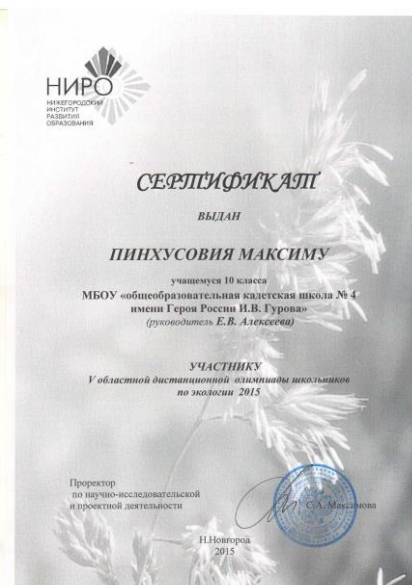 НИРО
НИЖЕГОРОДСКИЙ
ИНСТИТУТ
РАЗВИТИЯ
ОБРАЗОВАНИЯ
СЕРТИФИКАТ
ВЫДАН
ПИНХУСОВИЯ МАКСИМУ
учащемуся 10 класса
МБОУ «общеобразовательная кадетская школа № 4
имени Героя России И.В. Гурова»
(руководитель Е.В. Алексеева)
УЧАСТНИКУ
V областной дистанционной олимпиады школьников
по экологии 2015
Проректор
по научно-исследовательской
и проектной деятельности
С.А. Максимова
Н.Новгород
2015